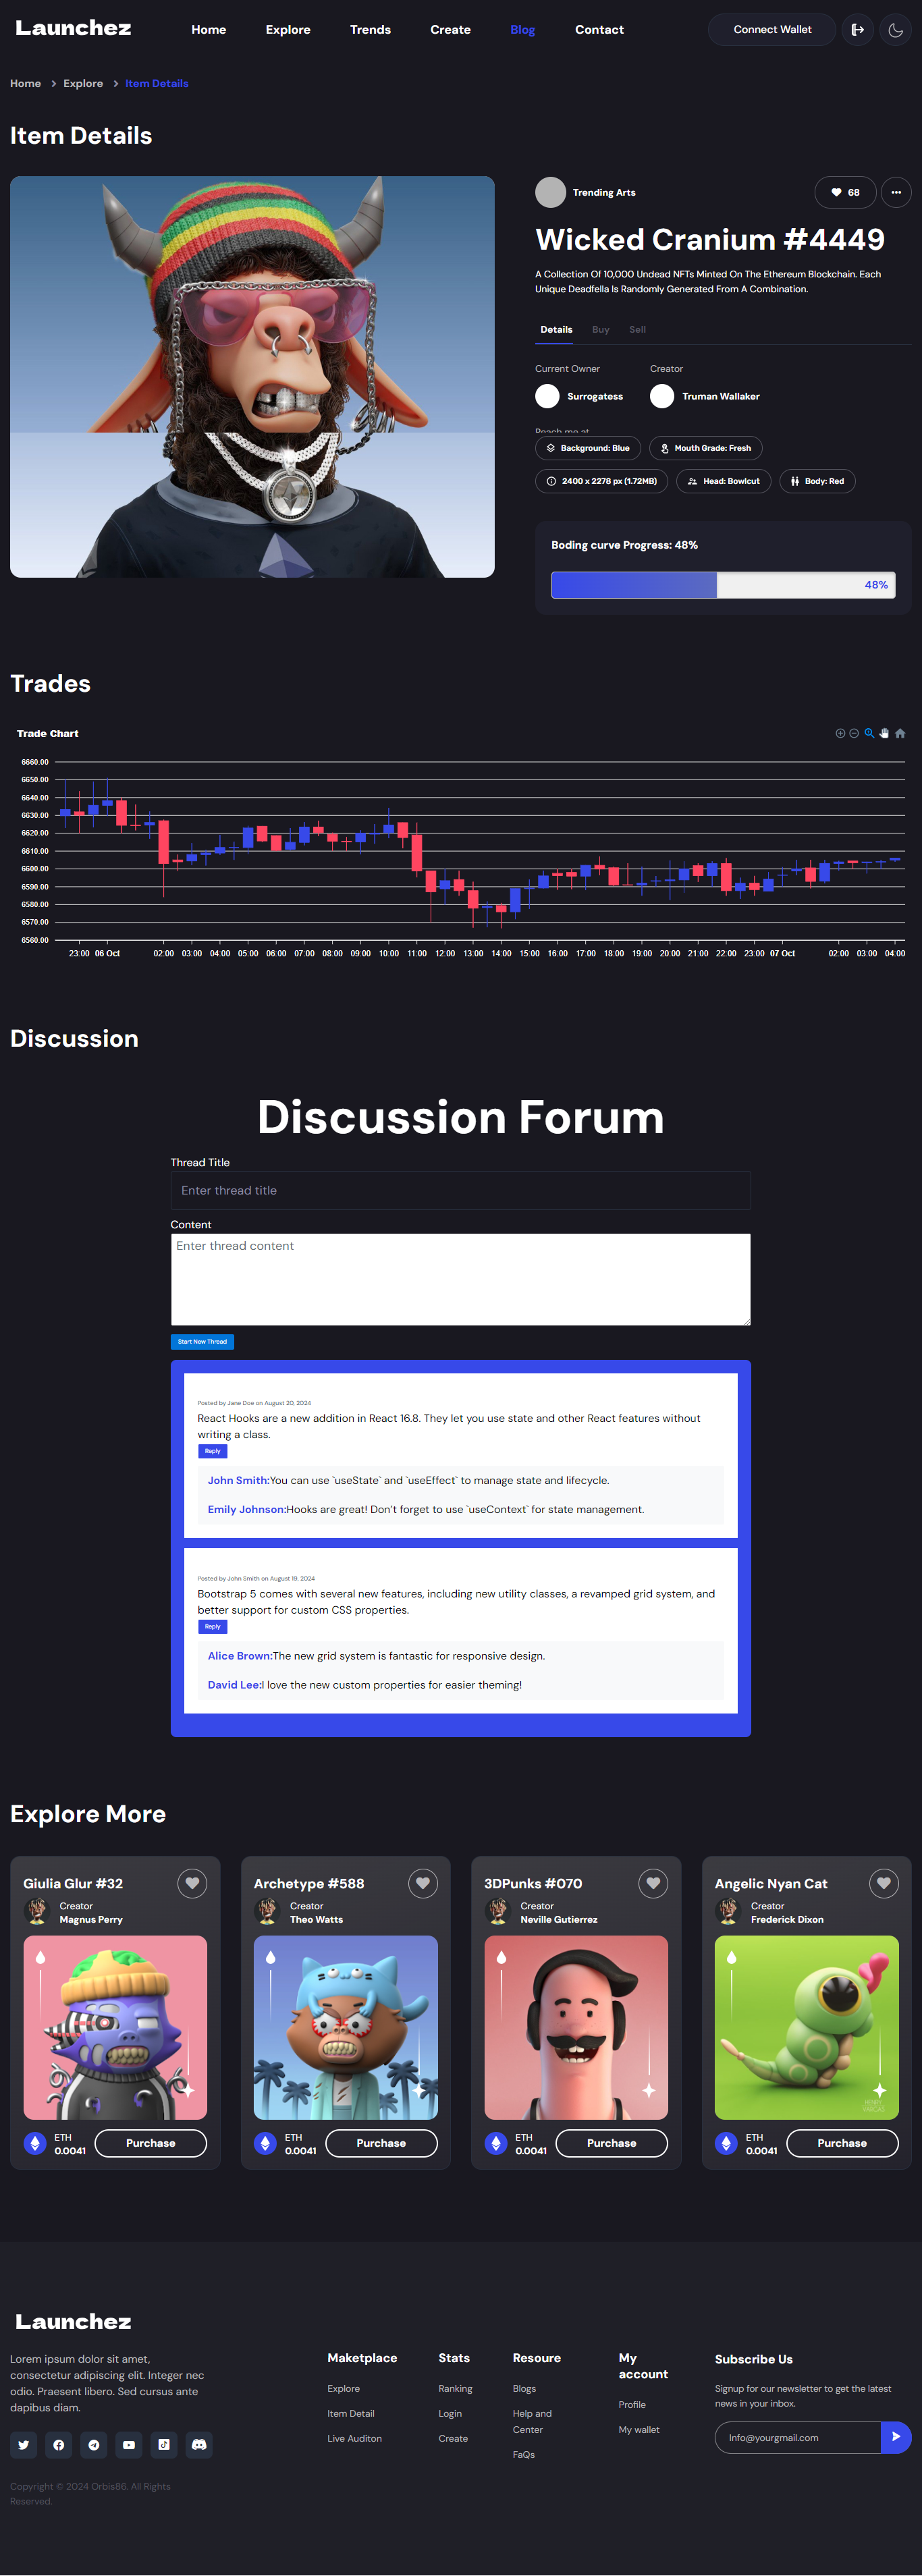 Launchez
Home
Explore
Trends
Create
Blog
Contact
Connect Wallet
Home
Explore
Item Details
Item Details
Trending Arts
68
Wicked Cranium #4449
A Collection Of 10,000 Undead NFTs Minted On The Ethereum Blockchain. Each
Unique Deadfella Is Randomly Generated From A Combination.
Details
Buy
Sell
Current Owner
Creator
Surrogatess
Truman Wallaker
Reach me at
Background: Blue
Mouth Grade: Fresh
2400 x 2278 px (1.72MB)
Head: Bowlcut
Body: Red
Boding curve Progress: 48%
48%
Trades
Trade Chart
6660.00
6650.00
6640.00
6630.00
6620.00
6610.00
6600.00
6590.00
6580.00
6570.00
6560.00
23:00 06 Oct 02:00 03:00 04:00 05:00 06:00 07:00 08:00 09:00 10:00 11:00 12:00 13:00 14:00 15:00 16:00 17:00 18:00 19:00 20:00 21:00 22:00 23:00 07 Oct 02:00 03:00 04:00
Discussion
Discussion Forum
Thread Title
Enter thread title
Content
Enter thread content
Start New Thread
Posted by Jane Doe on August 20, 2024
React Hooks are a new addition in React 16.8. They let you use state and other React features without
writing a class.
Reply
John Smith:You can use `useState` and `useEffect` to manage state and lifecycle.
Emily Johnson:Hooks are great! Don't forget to use `useContext` for state management.
Posted by John Smith on August 19, 2024
Bootstrap 5 comes with several new features, including new utility classes, a revamped grid system, and
better support for custom CSS properties.
Reply
Alice Brown:The new grid system is fantastic for responsive design.
David Lee:I love the new custom properties for easier theming!
Explore More
Giulia Glur #32
Creator
Magnus Perry
ETH
0.0041
Purchase
Archetype #588
Creator
Theo Watts
ETH
0.0041
Purchase
3DPunks #070
Creator
Neville Gutierrez
ETH
0.0041
Purchase
Angelic Nyan Cat
Creator
Frederick Dixon
HENRY
VARGAS
ETH
0.0041
Purchase
Launchez
Lorem ipsum dolor sit amet,
consectetur adipiscing elit. Integer nec
odio. Praesent libero. Sed cursus ante
dapibus diam.
Copyright © 2024 Orbis86. All Rights
Reserved.
Maketplace
Explore
Item Detail
Live Auditon
Stats
Ranking
Login
Create
Resoure
Blogs
Help and
Center
FaQs
My
account
Profile
My wallet
Subscribe Us
Signup for our newsletter to get the latest
news in your inbox.
Info@yourgmail.com